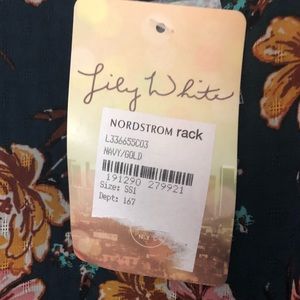 Lily White
NORDSTROM rack
L336655C03
NAVY/GOLD
191290 279921
Size: SS1
Dept: 167